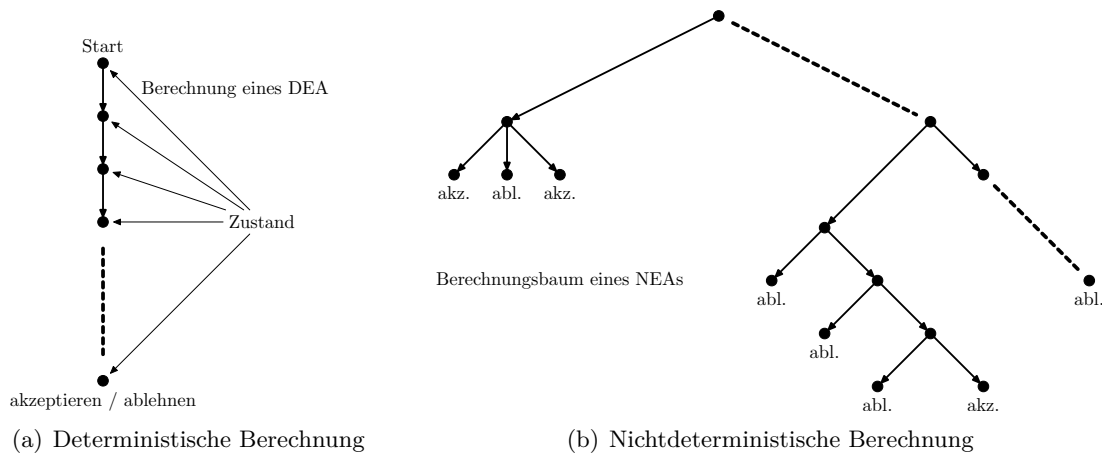 Start
Berechnung eines DEA
Zustand
akzeptieren / ablehnen
(a) Deterministische Berechnung
akz. abl. akz.
Berechnungsbaum eines NEAs
abl.
abl.
abl.
abl. akz.
(b) Nichtdeterministische Berechnung